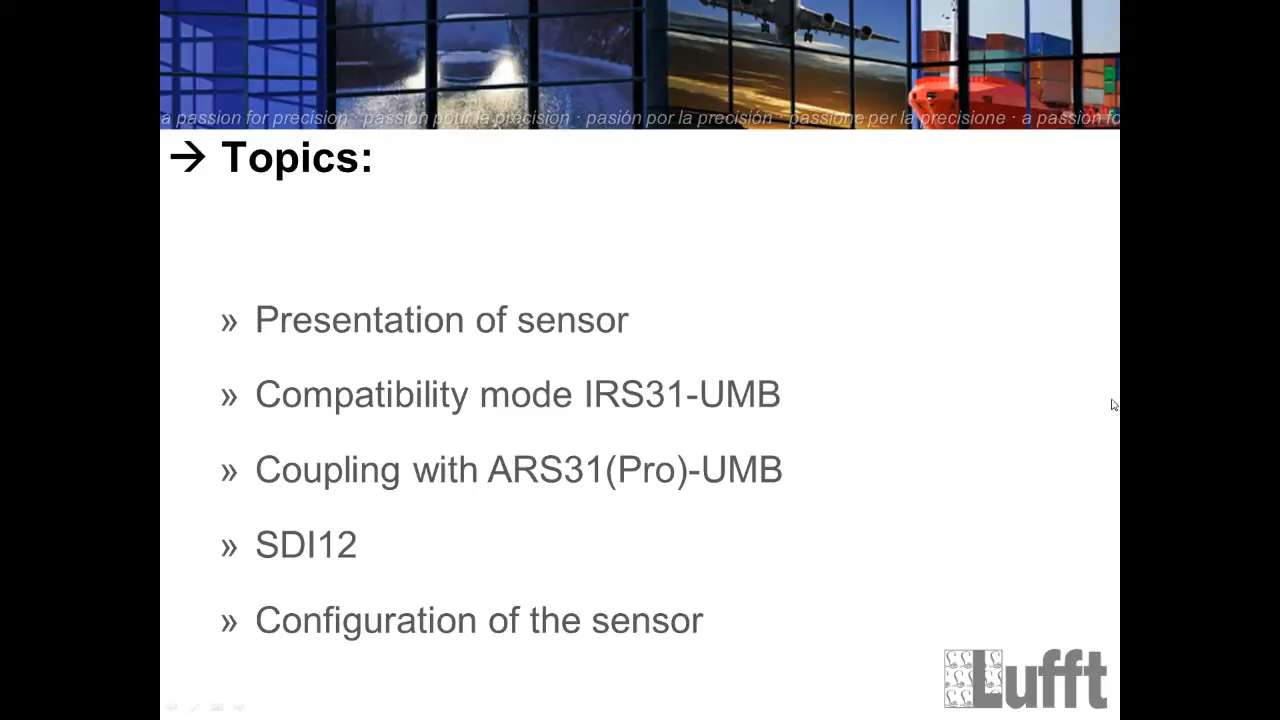 a passion for precision · passion pour la précision · pasión por la precisión · passione per la precisione · a passion fo
→ Topics:
» Presentation of sensor
» Compatibility mode IRS31-UMB
» Coupling with ARS31(Pro)-UMB
» SDI12
» Configuration of the sensor
Lufft